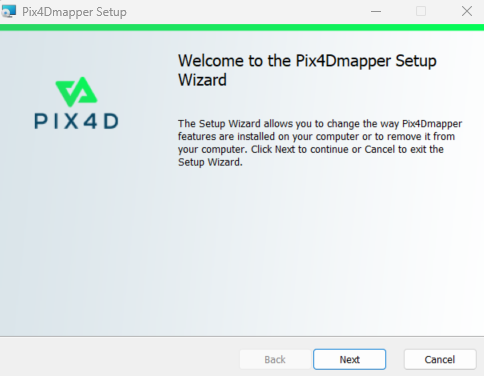 Pix4Dmapper Setup
Welcome to the Pix4Dmapper Setup
Wizard
PIX4D
The Setup Wizard allows you to change the way Pix4Dmapper
features are installed on your computer or to remove it from
your computer. Click Next to continue or Cancel to exit the
Setup Wizard.
Back
Next
Cancel